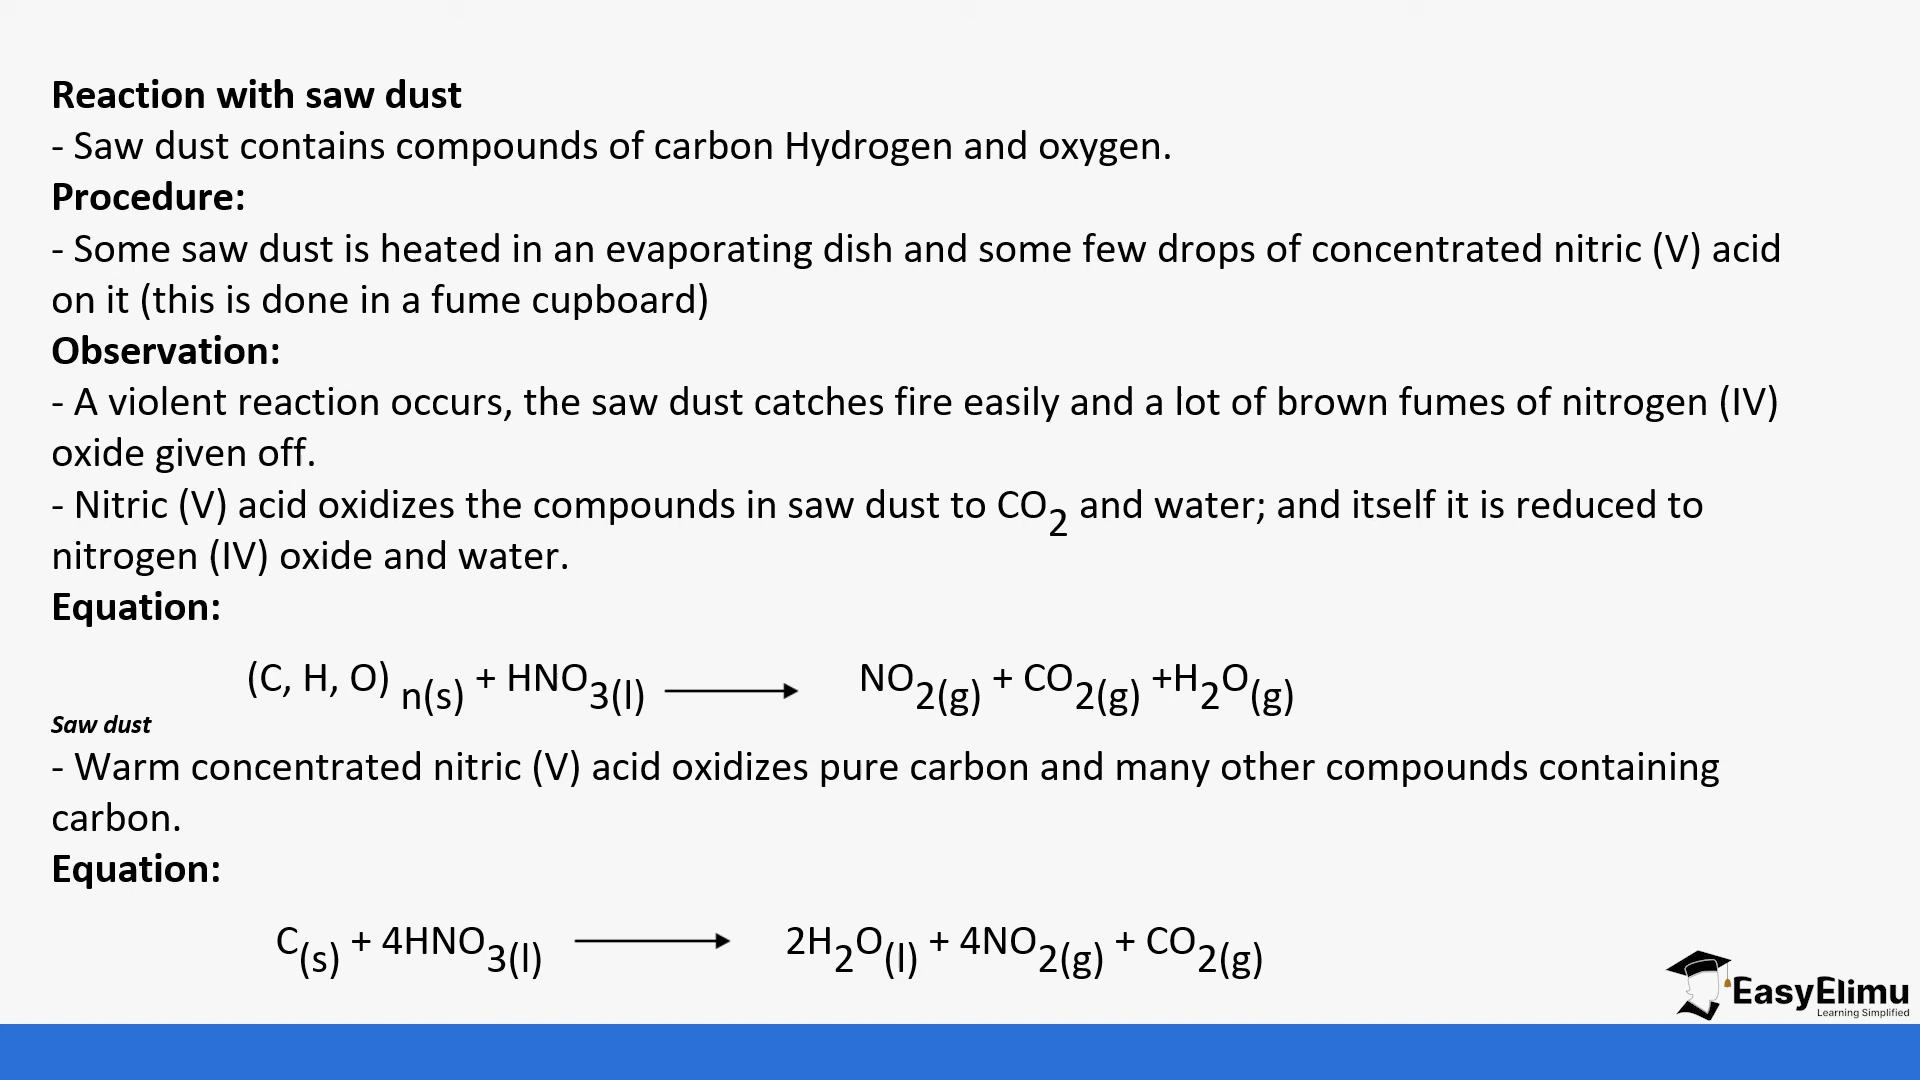 Reaction with saw dust
- Saw dust contains compounds of carbon Hydrogen and oxygen.
Procedure:
- Some saw dust is heated in an evaporating dish and some few drops of concentrated nitric (V) acid
on it (this is done in a fume cupboard)
Observation:
- A violent reaction occurs, the saw dust catches fire easily and a lot of brown fumes of nitrogen (IV)
oxide given off.
- Nitric (V) acid oxidizes the compounds in saw dust to CO₂ and water; and itself it is reduced to
nitrogen (IV) oxide and water.
Equation:
(C, H, O) n(s) + HNO₃(l) → NO₂(g) + CO₂(g) +H₂O(g)
Saw dust
- Warm concentrated nitric (V) acid oxidizes pure carbon and many other compounds containing
carbon.
Equation:
C(s) + 4HNO₃(l) → 2H₂O(l) + 4NO₂(g) + CO₂(g)
EasyElimu
Learning Simplified